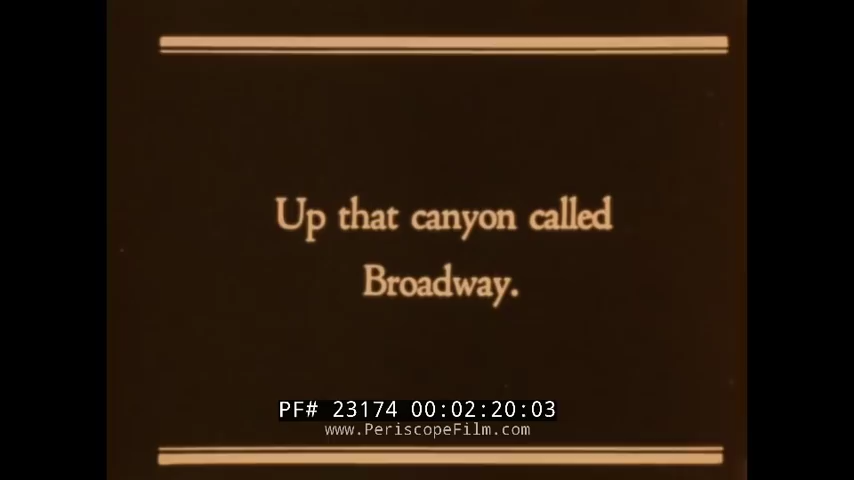 Up that canyon called
Broadway.
PF# 23174 00:02:20:03
www.PeriscopeFilm.com